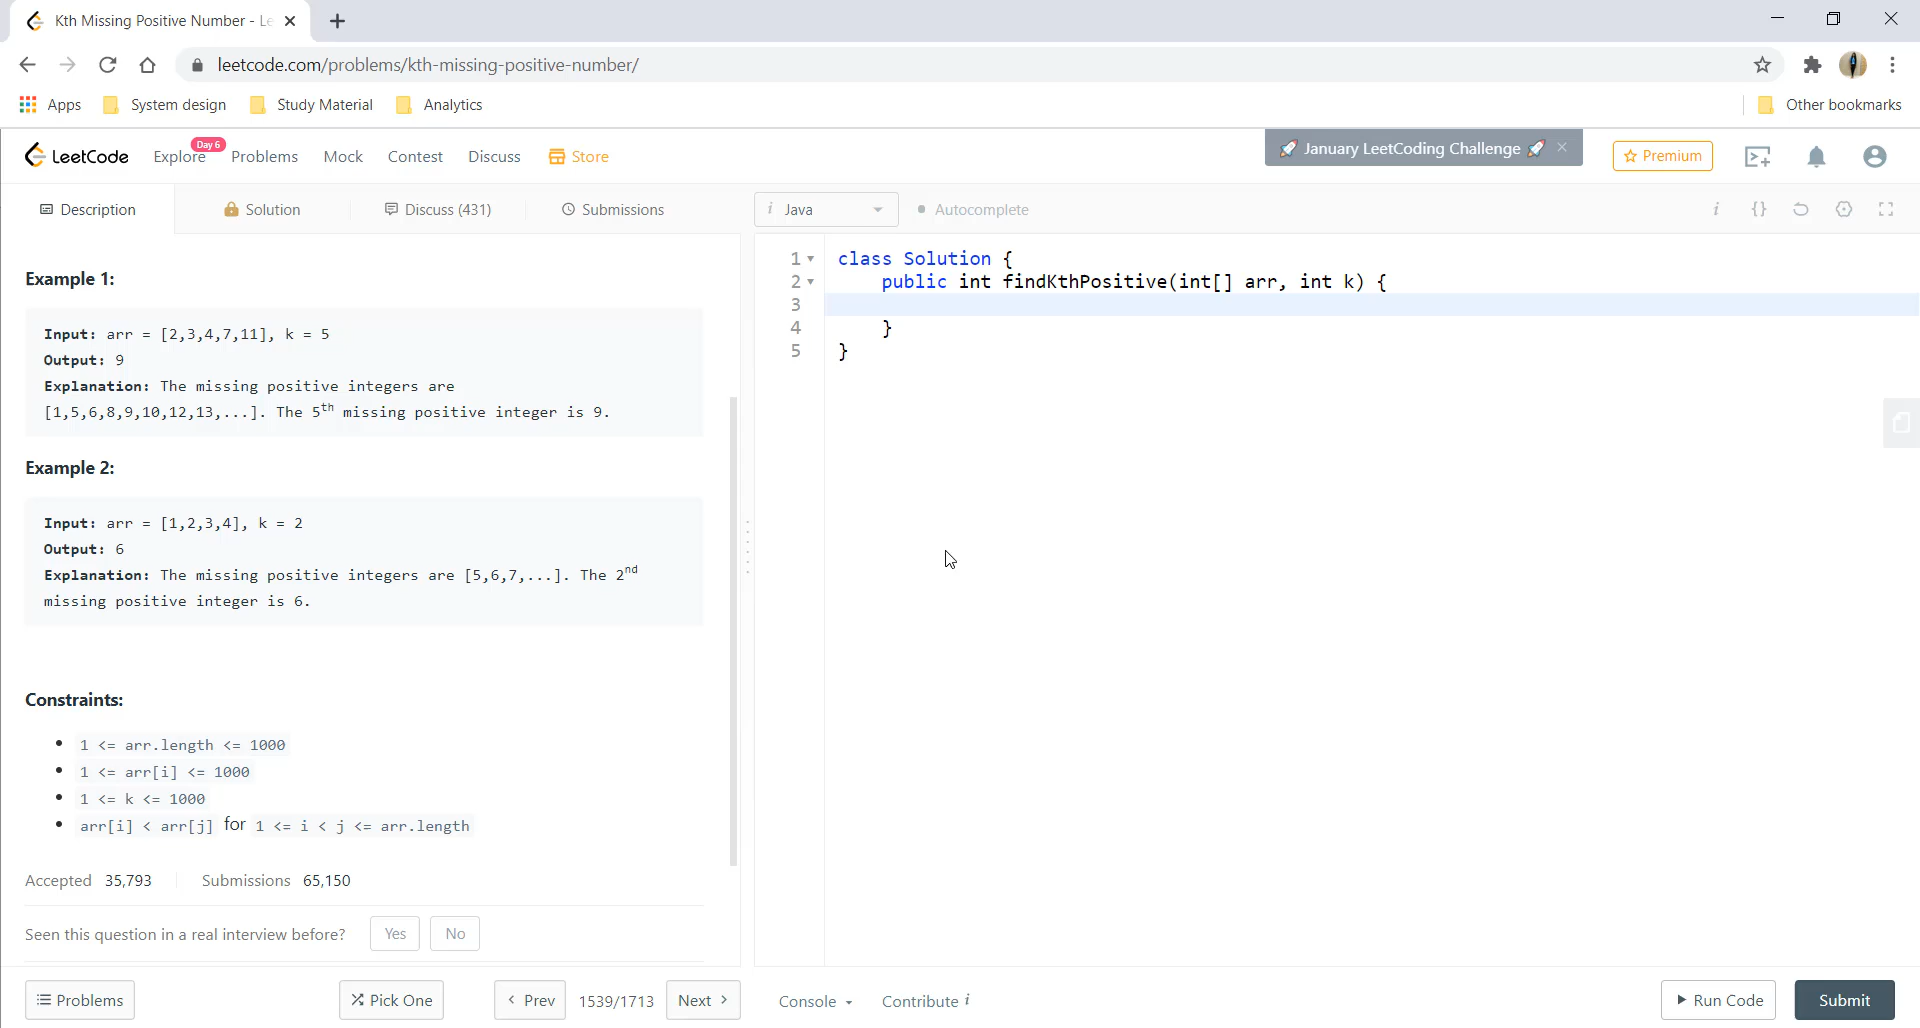 Kth Missing Positive Number - Le
leetcode.com/problems/kth-missing-positive-number/
Apps System design Study Material Analytics Other bookmarks
LeetCode Explore Day 6 Problems Mock Contest Discuss Store January LeetCoding Challenge Premium
Description Solution Discuss (431) Submissions i Java Autocomplete i {}
Example 1:
Input: arr = [2,3,4,7,11], k = 5
Output: 9
Explanation: The missing positive integers are
[1,5,6,8,9,10,12,13,...]. The 5th missing positive integer is 9.
Example 2:
Input: arr = [1,2,3,4], k = 2
Output: 6
Explanation: The missing positive integers are [5,6,7,...]. The 2nd
missing positive integer is 6.
Constraints:
1 <= arr.length <= 1000
1 <= arr[i] <= 1000
1 <= k <= 1000
arr[i] < arr[j] for 1 <= i < j <= arr.length
Accepted 35,793 Submissions 65,150
Seen this question in a real interview before? Yes No
1 class Solution {
2 public int findKthPositive(int[] arr, int k) {
3
4 }
5 }
Problems Pick One Prev 1539/1713 Next Console Contribute i Run Code Submit